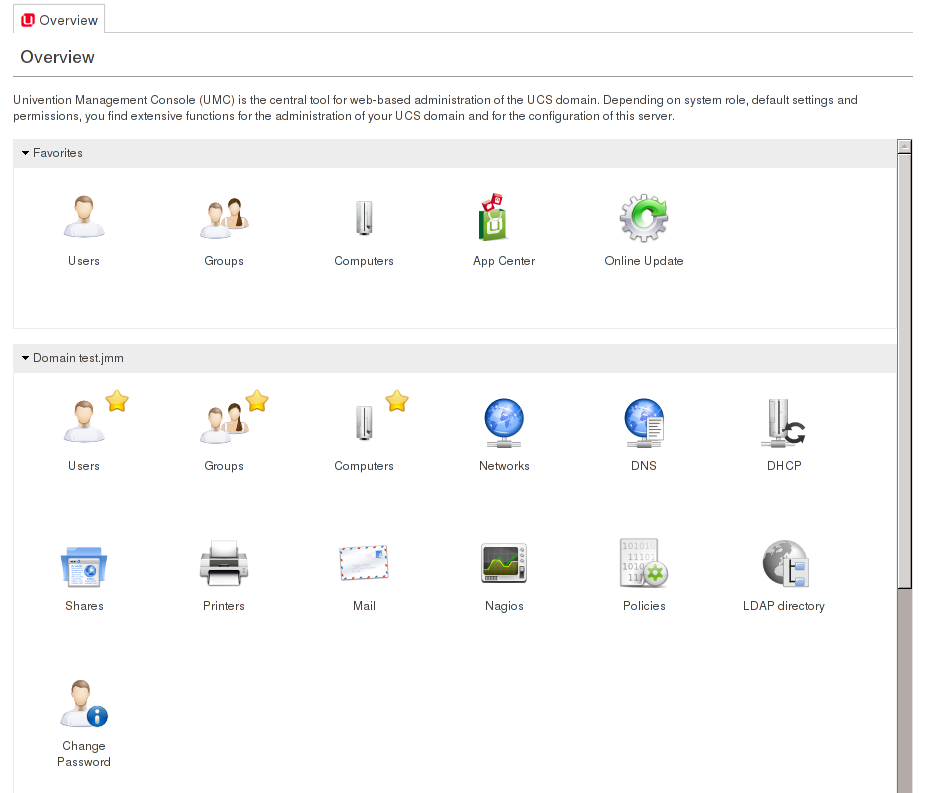 Overview
Overview
Univention Management Console (UMC) is the central tool for web-based administration of the UCS domain. Depending on system role, default settings and
permissions, you find extensive functions for the administration of your UCS domain and for the configuration of this server.
Favorites
Users Groups Computers App Center Online Update
Domain test.jmm
Users Groups Computers Networks DNS DHCP
Shares Printers Mail Nagios Policies LDAP directory
Change
Password